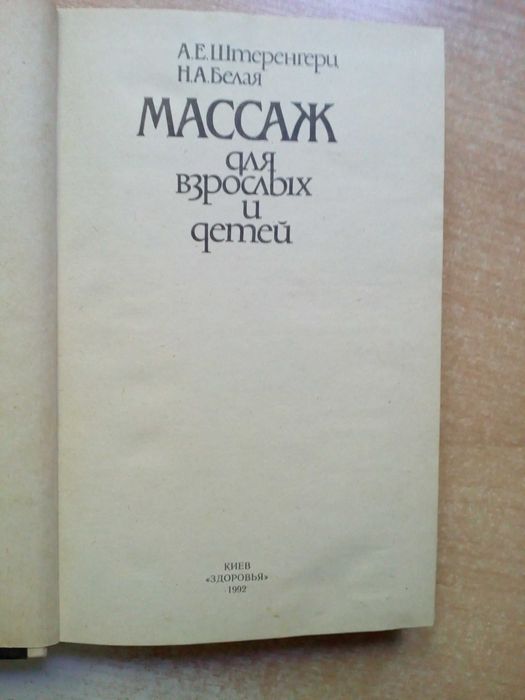 А.Е.Штеренгерц
Н.А.Белая
МАССАЖ
для
взрослых
и
детей
КИЕВ
«ЗДОРОВЬЯ»
1992